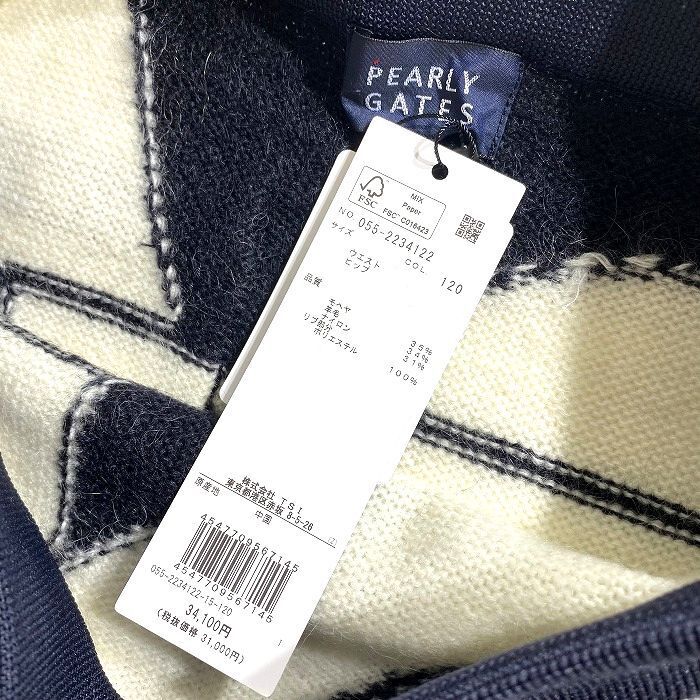 PEARLY
GATES
FSC
MIX
Paper
FSC™ C016423
NO. 055-2234122
サイズ COL. 120
ウエスト
ヒップ
品質
モヘヤ 35%
羊毛 34%
ナイロン 31%
リブ部分
ポリエステル 100%
株式会社 TSI
東京都港区赤坂 8-5-26
原産地 中国
4547709567145
4547709567145
055-2234122-15-120
34,100円
(税抜価格 31,000円)